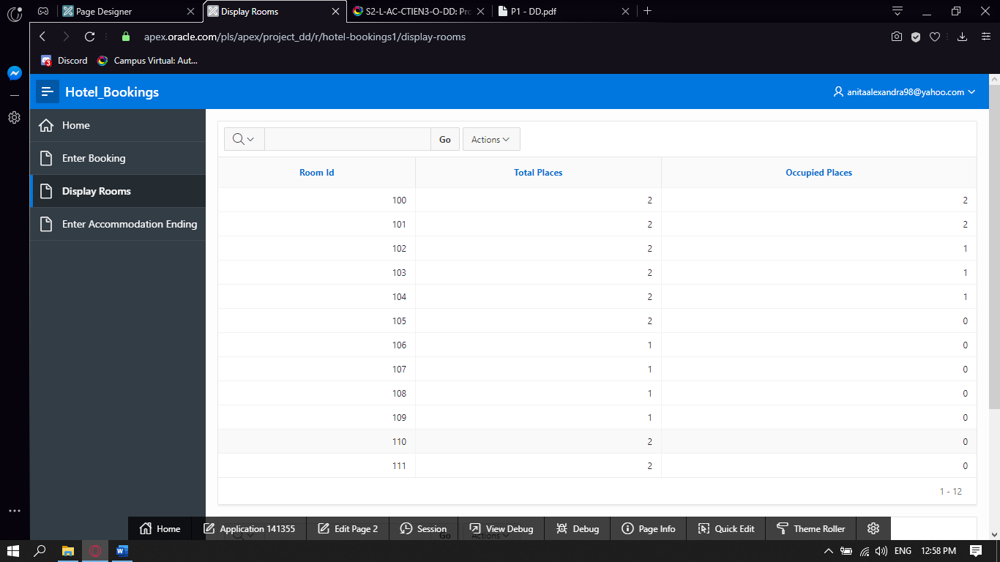 Page Designer
Display Rooms
S2-L-AC-CTIEN3-O-DD: Pro
P1 - DD.pdf
apex.oracle.com/pls/apex/project_dd/r/hotel-bookings1/display-rooms
3
Discord
Campus Virtual: Aut...
Hotel_Bookings
anitaalexandra98@yahoo.com
Home
Enter Booking
Display Rooms
Enter Accommodation Ending
Go
Actions
Room Id Total Places Occupied Places
100 2 2
101 2 2
102 2 1
103 2 1
104 2 1
105 2 0
106 1 0
107 1 0
108 1 0
109 1 0
110 2 0
111 2 0
1 - 12
Go
Actions
Home
Application 141355
Edit Page 2
Session
View Debug
Debug
Page Info
Quick Edit
Theme Roller
W
ENG
12:58 PM